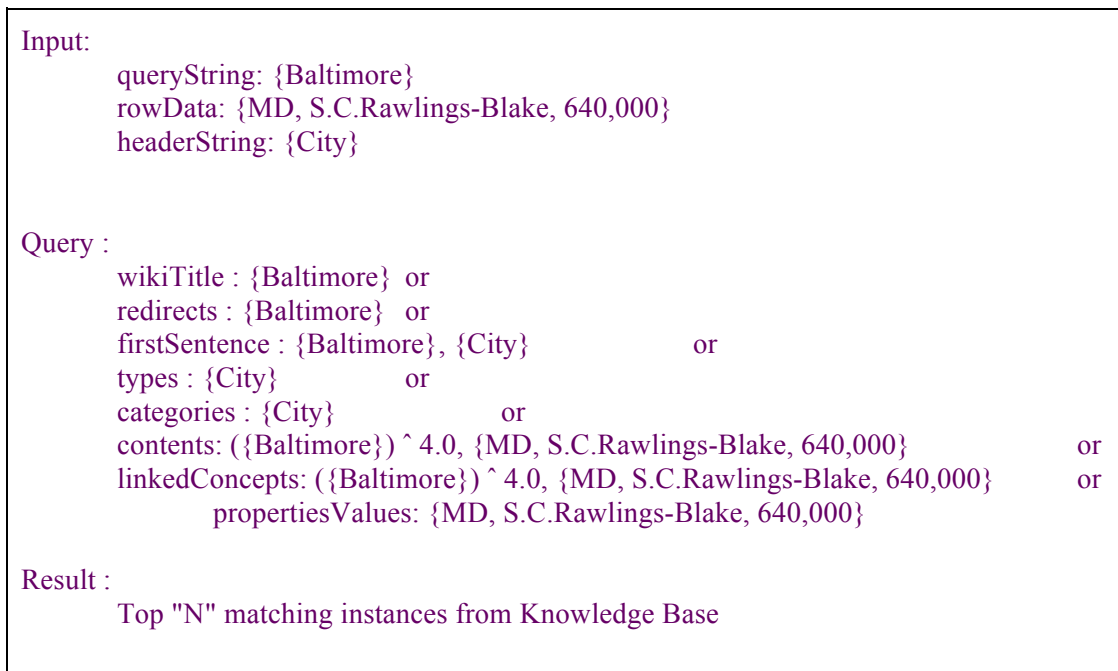 Input:
queryString: {Baltimore}
rowData: {MD, S.C.Rawlings-Blake, 640,000}
headerString: {City}
Query :
wikiTitle : {Baltimore} or
redirects : {Baltimore} or
firstSentence : {Baltimore}, {City} or
types : {City} or
categories : {City} or
contents: ({Baltimore}) ˆ 4.0, {MD, S.C.Rawlings-Blake, 640,000} or
linkedConcepts: ({Baltimore}) ˆ 4.0, {MD, S.C.Rawlings-Blake, 640,000} or
propertiesValues: {MD, S.C.Rawlings-Blake, 640,000}
Result :
Top "N" matching instances from Knowledge Base